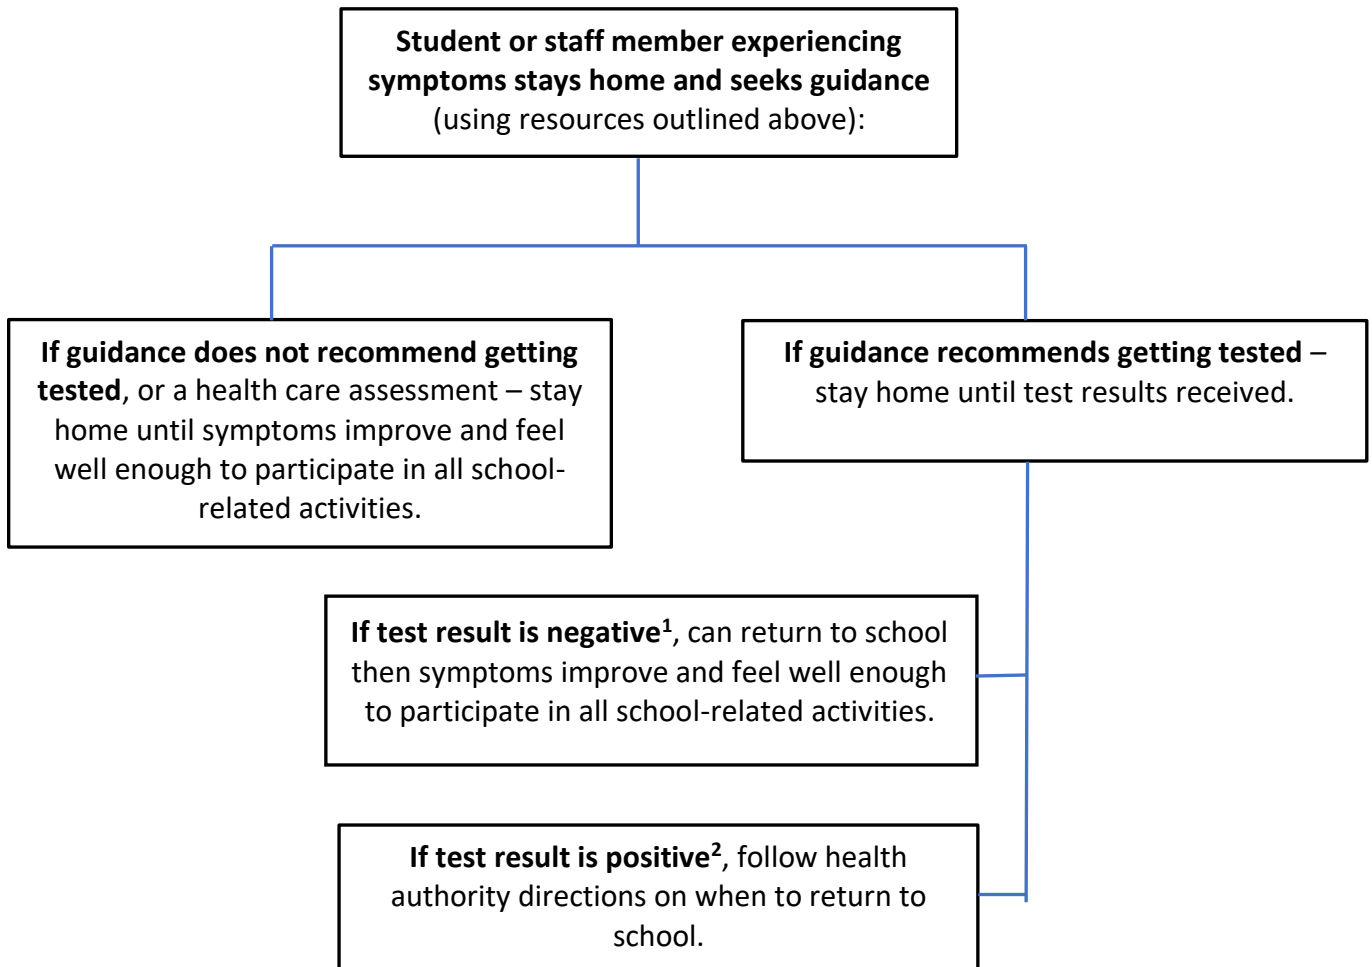 Student or staff member experiencing
symptoms stays home and seeks guidance
(using resources outlined above):
If guidance does not recommend getting
tested, or a health care assessment – stay
home until symptoms improve and feel
well enough to participate in all school-
related activities.
If guidance recommends getting tested –
stay home until test results received.
If test result is negative¹, can return to school
then symptoms improve and feel well enough
to participate in all school-related activities.
If test result is positive², follow health
authority directions on when to return to
school.